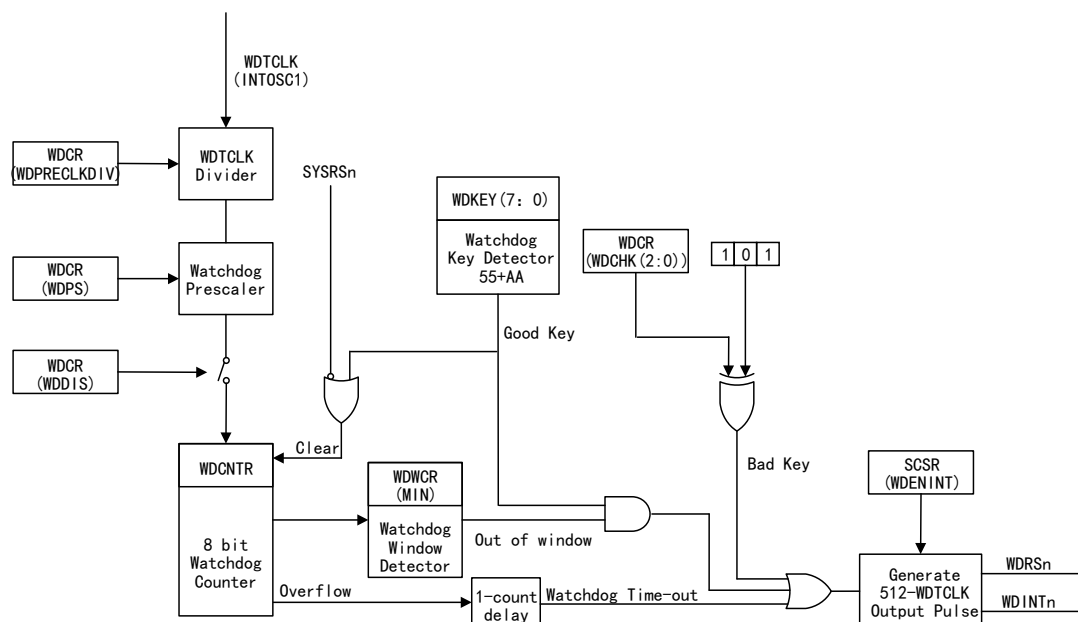 WDTCLK
(INTOSC1)
WDCR
(WDPRECLKDIV)
WDTCLK
Divider
SYSRSn
WDKEY(7: 0)
Watchdog
Key Detector
55+AA
WDCR
(WDCHK(2:0))
1 0 1
WDCR
(WDPS)
Watchdog
Prescaler
Good Key
WDCR
(WDDIS)
Clear
WDCNTR
8 bit
Watchdog
Counter
WDWCR
(MIN)
Watchdog
Window
Detector
Out of window
Bad Key
SCSR
(WDENINT)
Overflow
1-count
delay
Watchdog Time-out
Generate
512-WDTCLK
Output Pulse
WDRSn
WDINTn